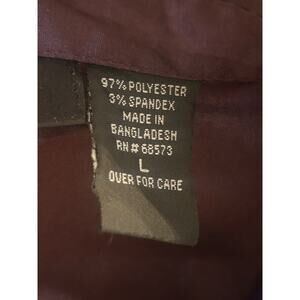 97% POLYESTER
3% SPANDEX
MADE IN
BANGLADESH
RN# 68573
L
OVER FOR CARE